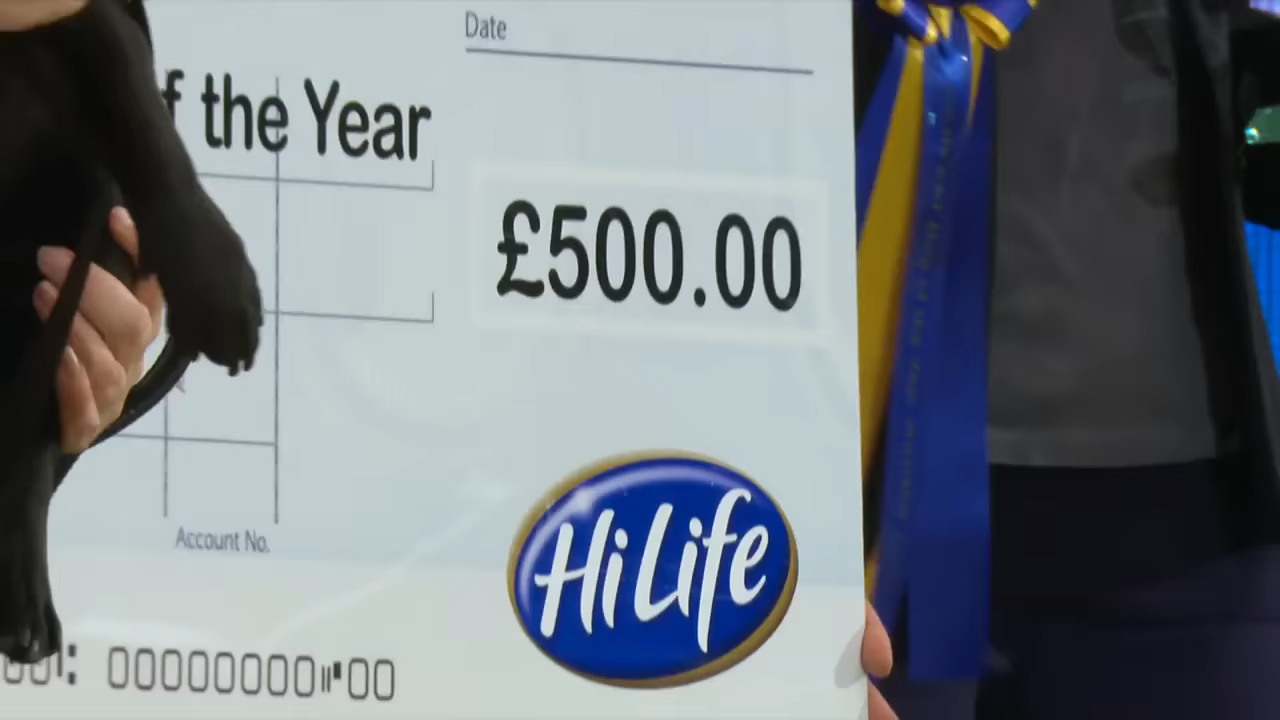 Date
f the Year
£500.00
Account No.
HiLife
00000000 00